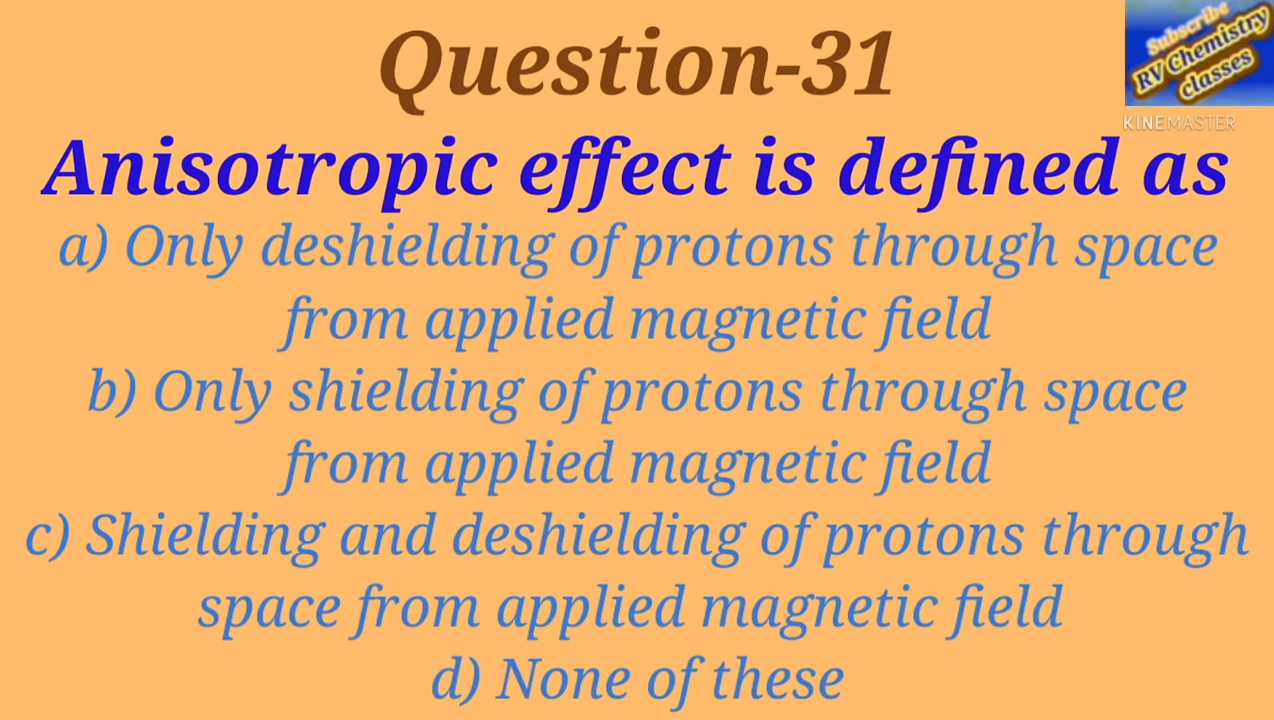 Question-31
Subscribe
RV Chemistry
classes
KINEMASTER
Anisotropic effect is defined as
a) Only deshielding of protons through space
from applied magnetic field
b) Only shielding of protons through space
from applied magnetic field
c) Shielding and deshielding of protons through
space from applied magnetic field
d) None of these